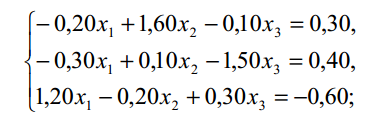 − 0,20x₁ + 1,60x₂ − 0,10x₃ = 0,30,
− 0,30x₁ + 0,10x₂ − 1,50x₃ = 0,40,
1,20x₁ − 0,20x₂ + 0,30x₃ = −0,60;